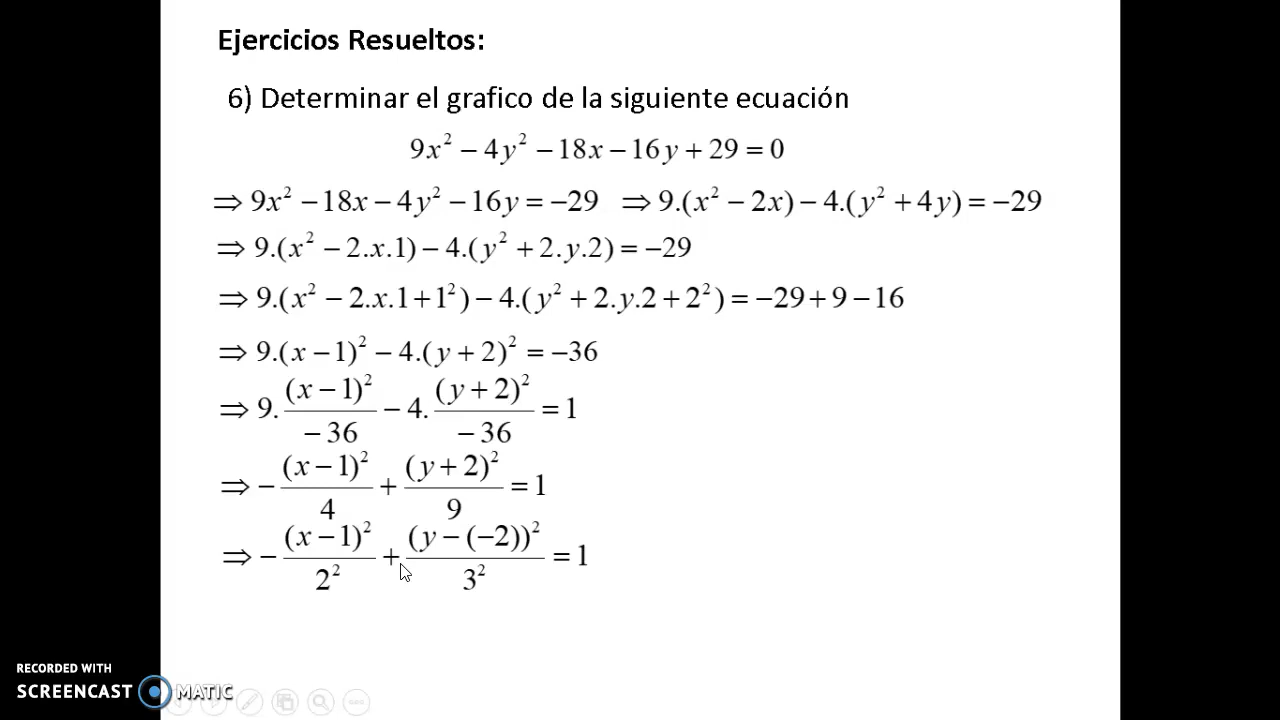 Ejercicios Resueltos:
6) Determinar el grafico de la siguiente ecuación
9x² − 4y² − 18x − 16y + 29 = 0
⇒ 9x² − 18x − 4y² − 16y = −29 ⇒ 9.(x² − 2x) − 4.(y² + 4y) = −29
⇒ 9.(x² − 2.x.1) − 4.(y² + 2.y.2) = −29
⇒ 9.(x² − 2.x.1 + 1²) − 4.(y² + 2.y.2 + 2²) = −29 + 9 − 16
⇒ 9.(x − 1)² − 4.(y + 2)² = −36
⇒ 9. (x − 1)²/−36 − 4. (y + 2)²/−36 = 1
⇒ − (x − 1)²/4 + (y + 2)²/9 = 1
⇒ − (x − 1)²/2² + (y − (−2))²/3² = 1
RECORDED WITH
SCREENCAST MATIC